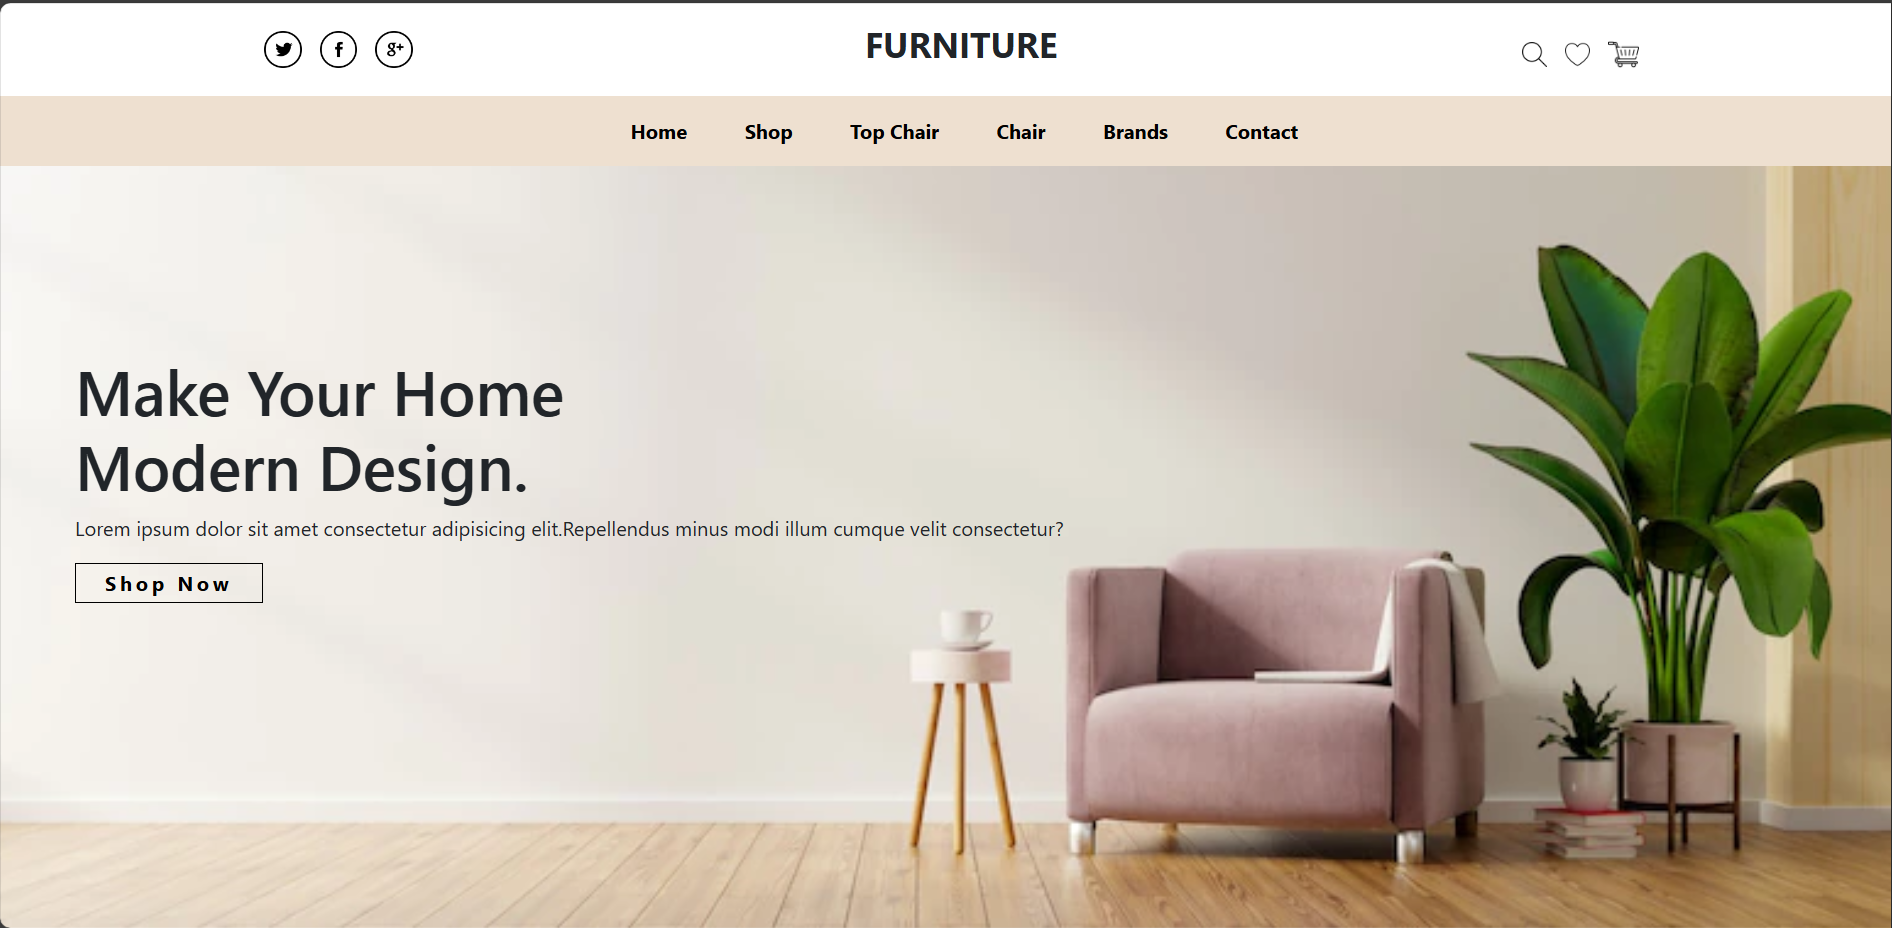 FURNITURE
Home Shop Top Chair Chair Brands Contact
Make Your Home
Modern Design.
Lorem ipsum dolor sit amet consectetur adipisicing elit.Repellendus minus modi illum cumque velit consectetur?
Shop Now